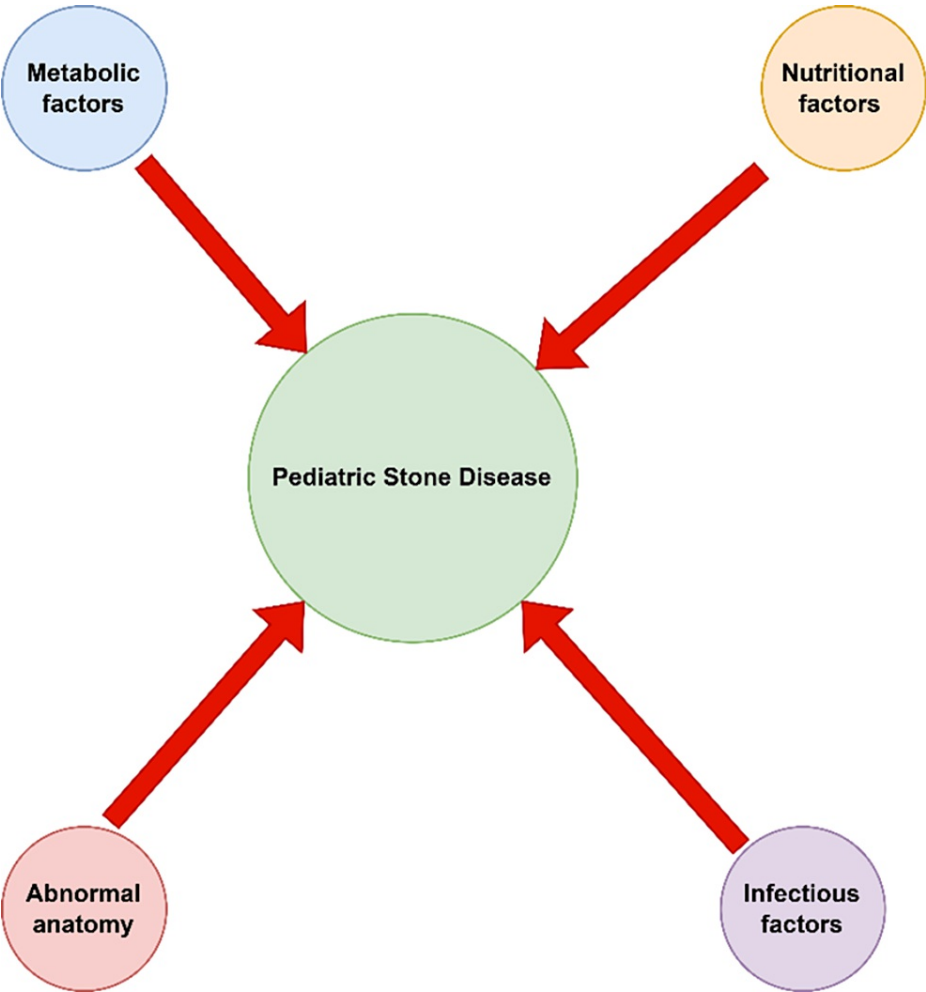 Metabolic
factors
Nutritional
factors
Pediatric Stone Disease
Abnormal
anatomy
Infectious
factors